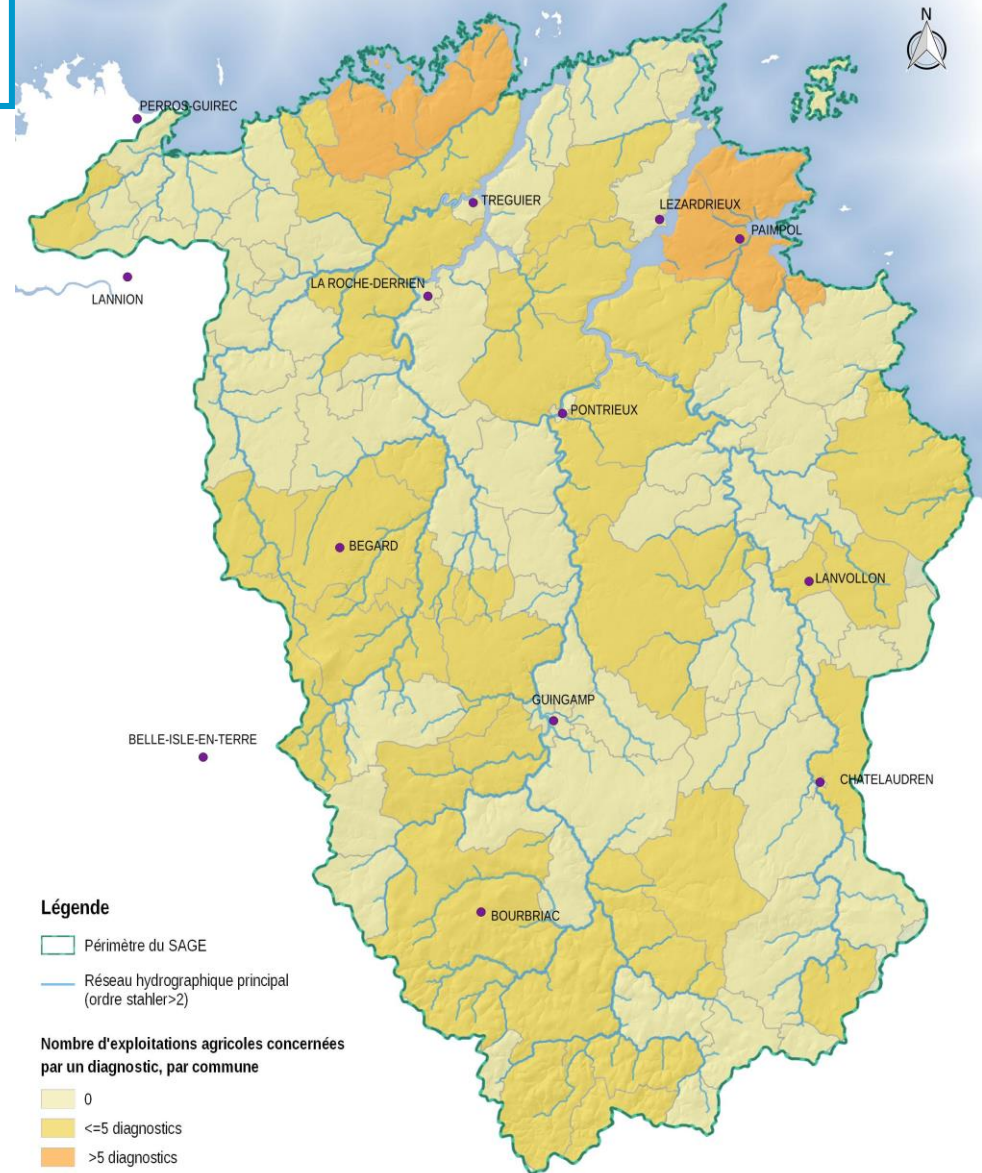 N
PERROS-GUIREC
TREGUIER
LEZARDRIEUX
PAIMPOL
LANNION
LA ROCHE-DERRIEN
PONTRIEUX
BEGARD
LANVOLLON
GUINGAMP
BELLE-ISLE-EN-TERRE
CHATELAUDREN
BOURBRIAC
Légende
Périmètre du SAGE
Réseau hydrographique principal
(ordre stahler>2)
Nombre d'exploitations agricoles concernées
par un diagnostic, par commune
0
<=5 diagnostics
>5 diagnostics